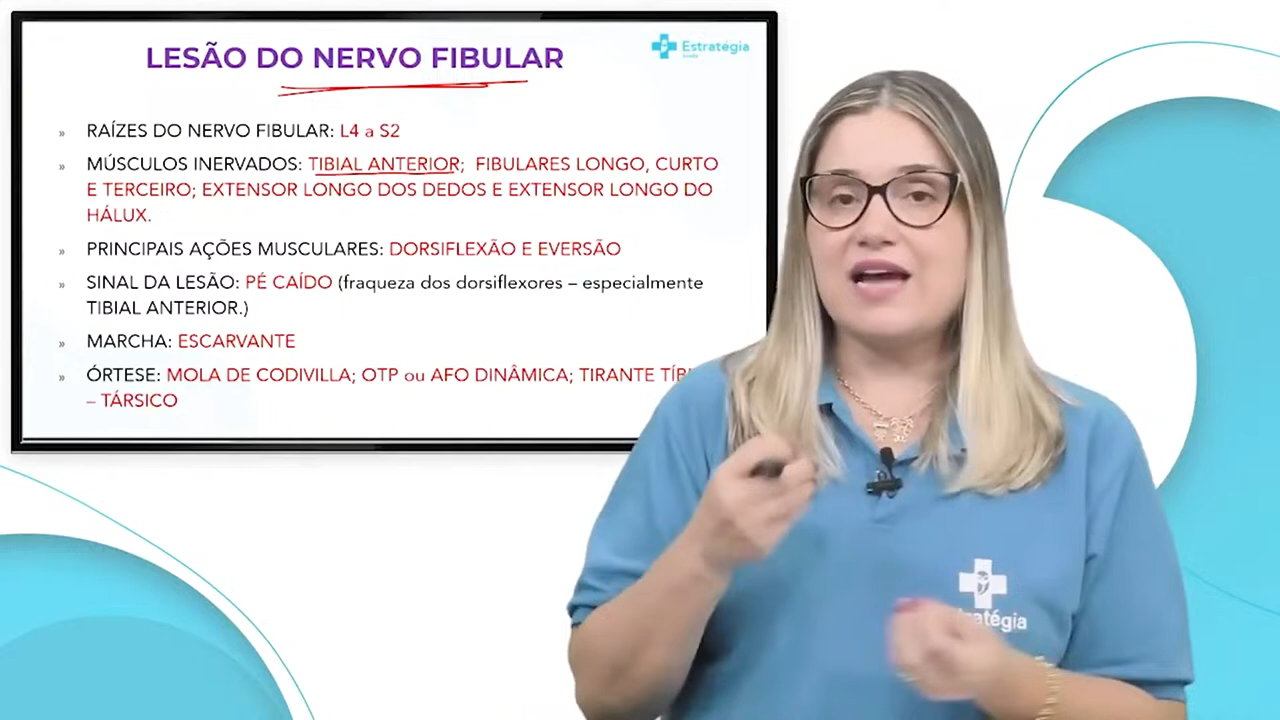 LESÃO DO NERVO FIBULAR
Estratégia
» RAÍZES DO NERVO FIBULAR: L4 a S2
» MÚSCULOS INERVADOS: TIBIAL ANTERIOR; FIBULARES LONGO, CURTO
E TERCEIRO; EXTENSOR LONGO DOS DEDOS E EXTENSOR LONGO DO
HÁLUX.
» PRINCIPAIS AÇÕES MUSCULARES: DORSIFLEXÃO E EVERSÃO
» SINAL DA LESÃO: PÉ CAÍDO (fraqueza dos dorsiflexores – especialmente
TIBIAL ANTERIOR.)
» MARCHA: ESCARVANTE
» ÓRTESE: MOLA DE CODIVILLA; OTP ou AFO DINÂMICA; TIRANTE
– TÁRSICO